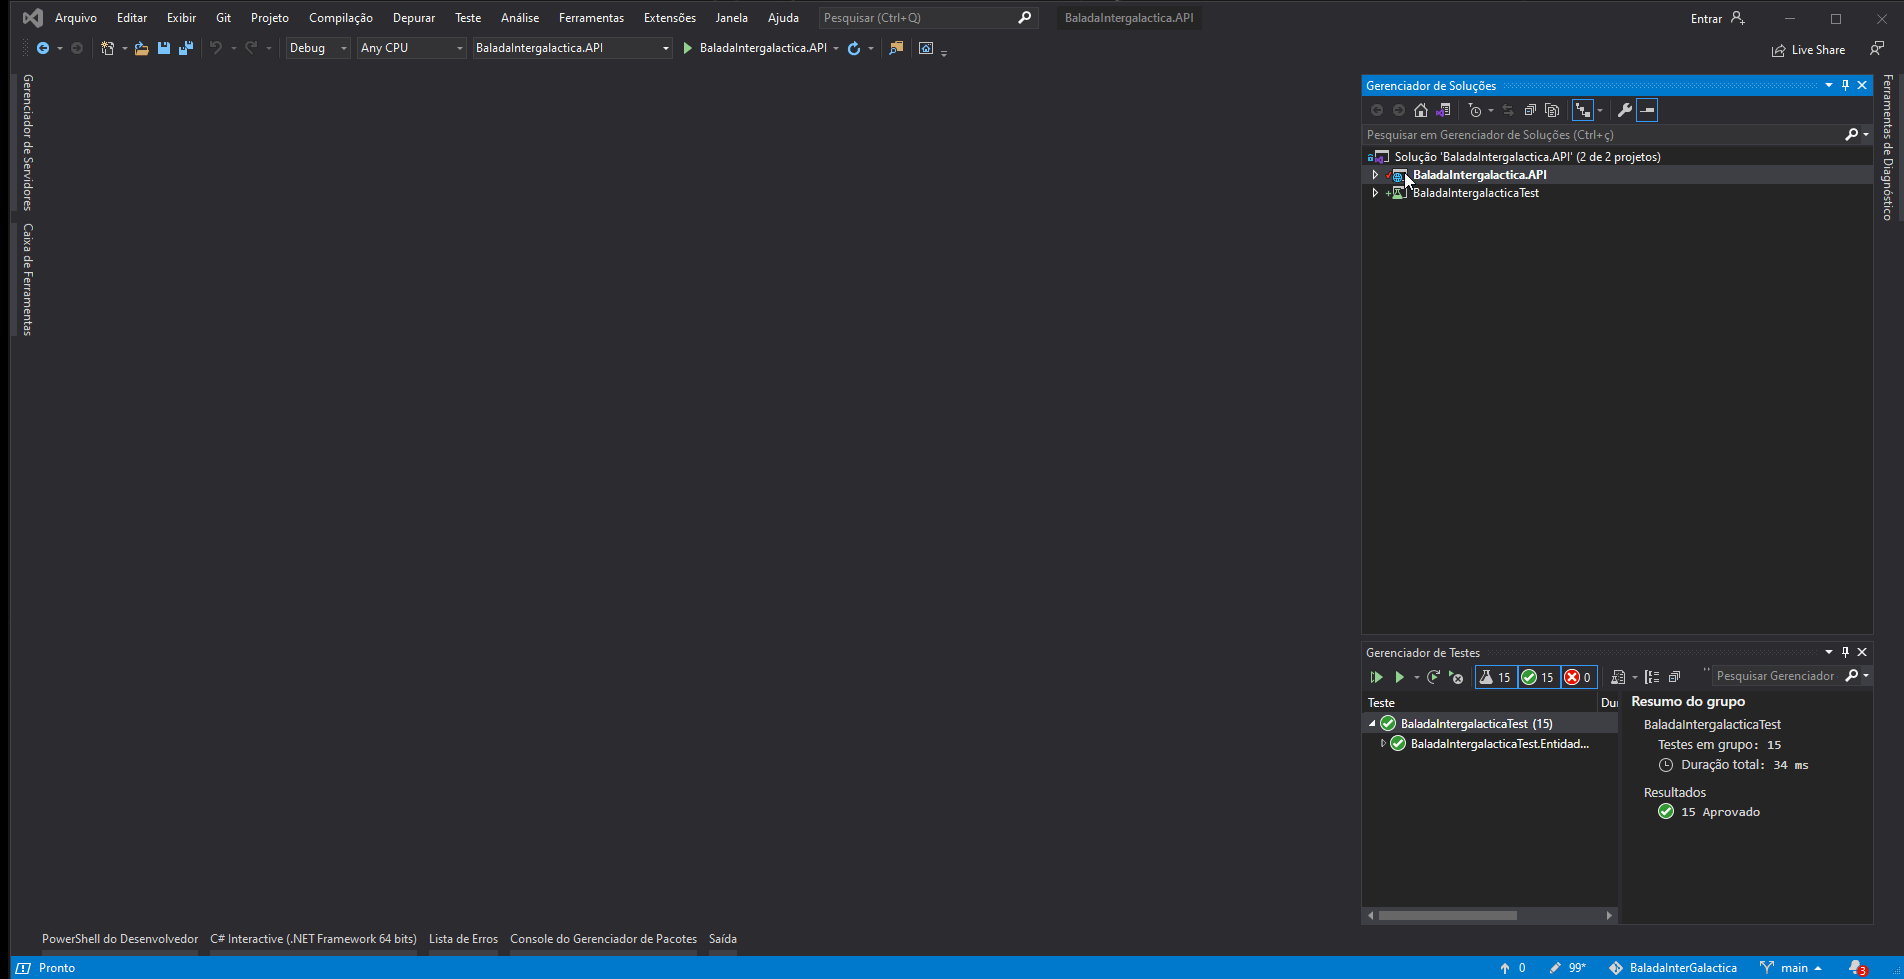 Arquivo Editar Exibir Git Projeto Compilação Depurar Teste Análise Ferramentas Extensões Janela Ajuda Pesquisar (Ctrl+Q) BaladaIntergalactica.API Entrar
Debug Any CPU BaladaIntergalactica.API BaladaIntergalactica.API Live Share
Gerenciador de Servidores
Caixa de Ferramentas
Gerenciador de Soluções
Pesquisar em Gerenciador de Soluções (Ctrl+ç)
Solução 'BaladaIntergalactica.API' (2 de 2 projetos)
BaladaIntergalactica.API
BaladaIntergalacticaTest
Ferramentas de Diagnóstico
Gerenciador de Testes
15 15 0 Pesquisar Gerenciador
Teste Du
BaladaIntergalacticaTest (15)
BaladaIntergalacticaTest.Entidad...
Resumo do grupo
BaladaIntergalacticaTest
Testes em grupo: 15
Duração total: 34 ms
Resultados
15 Aprovado
PowerShell do Desenvolvedor C# Interactive (.NET Framework 64 bits) Lista de Erros Console do Gerenciador de Pacotes Saída
Pronto 0 99* BaladaInterGalactica main 3